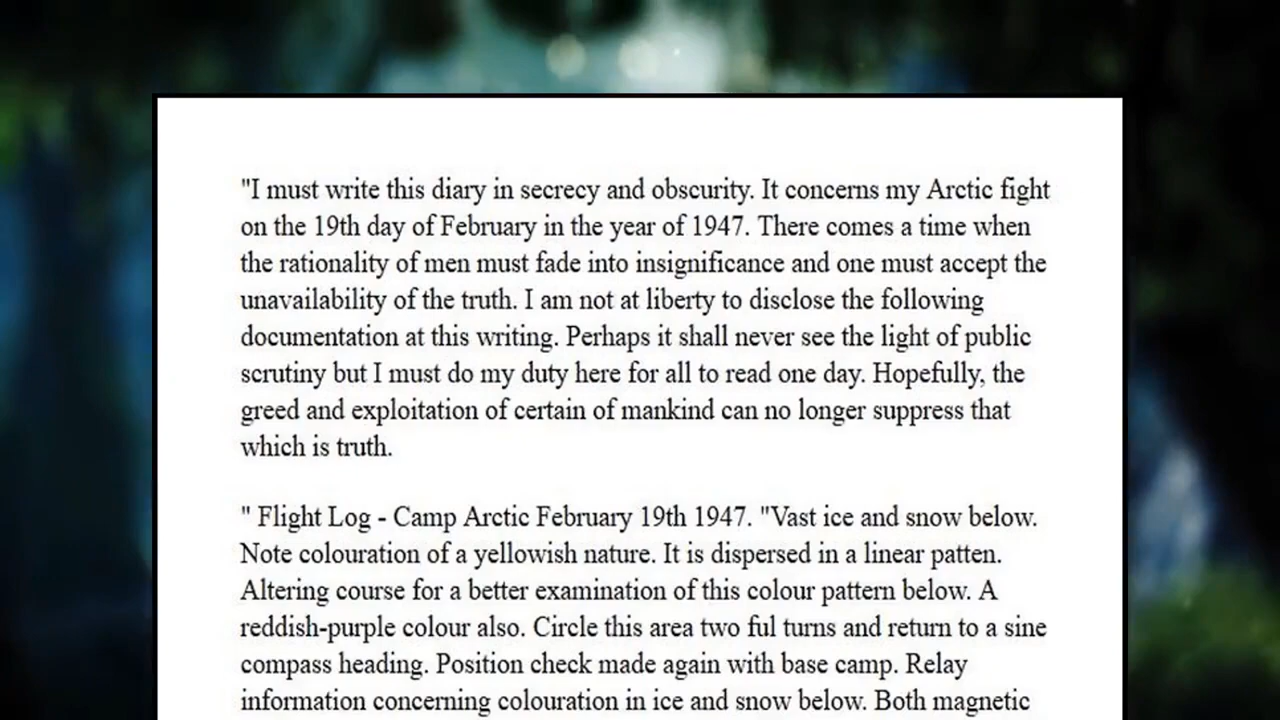 "I must write this diary in secrecy and obscurity. It concerns my Arctic fight
on the 19th day of February in the year of 1947. There comes a time when
the rationality of men must fade into insignificance and one must accept the
unavailability of the truth. I am not at liberty to disclose the following
documentation at this writing. Perhaps it shall never see the light of public
scrutiny but I must do my duty here for all to read one day. Hopefully, the
greed and exploitation of certain of mankind can no longer suppress that
which is truth.
" Flight Log - Camp Arctic February 19th 1947. "Vast ice and snow below.
Note colouration of a yellowish nature. It is dispersed in a linear patten.
Altering course for a better examination of this colour pattern below. A
reddish-purple colour also. Circle this area two ful turns and return to a sine
compass heading. Position check made again with base camp. Relay
information concerning colouration in ice and snow below. Both magnetic